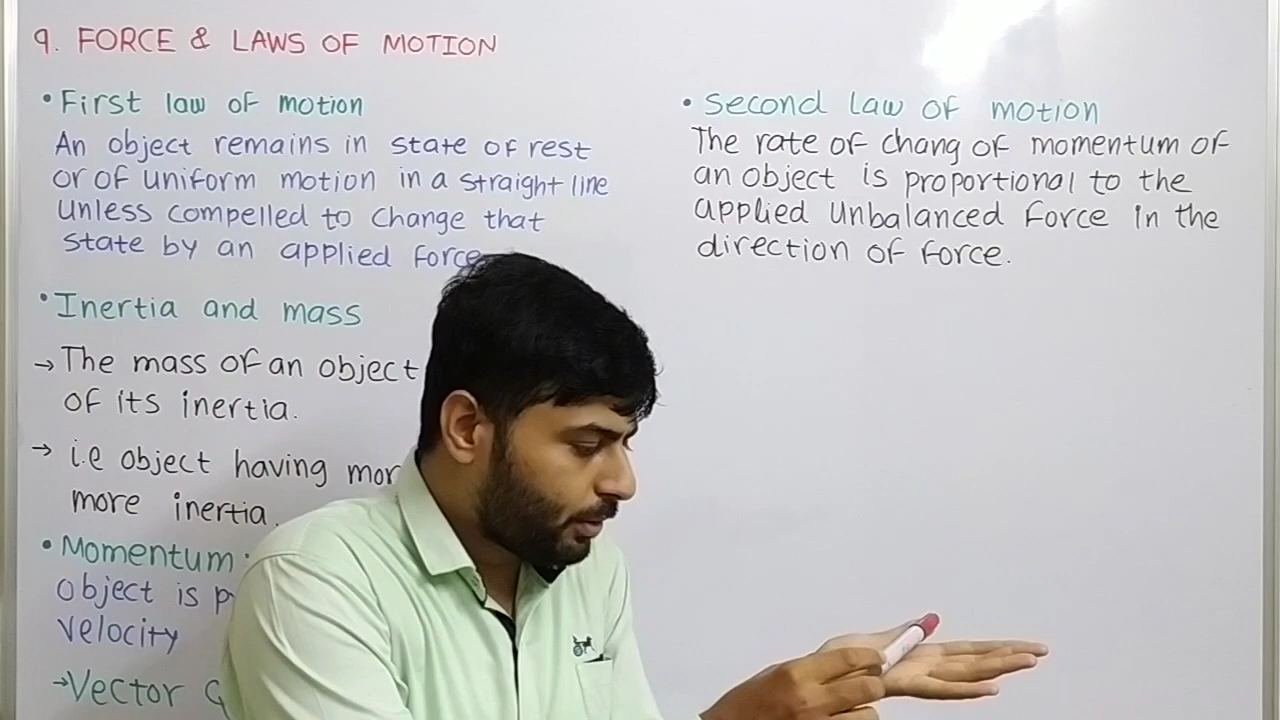 9. FORCE & LAWS OF MOTION
• First law of motion
An object remains in state of rest
or of uniform motion in a straight line
unless compelled to change that
state by an applied force
• Inertia and mass
→ The mass of an object
of its inertia.
→ i.e object having
more inertia.
• Momentum :
object is
velocity
→ Vector
• Second law of motion
The rate of chang of momentum of
an object is proportional to the
applied unbalanced force in the
direction of force.